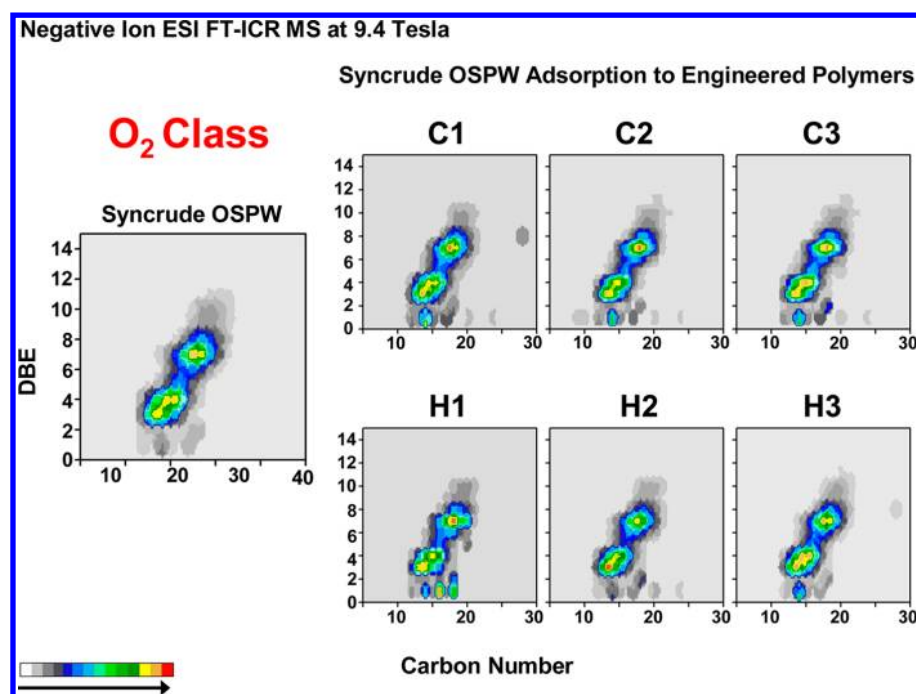 Negative Ion ESI FT-ICR MS at 9.4 Tesla
Syncrude OSPW Adsorption to Engineered Polymers
O₂ Class
C1 C2 C3
Syncrude OSPW
14
12
10
8
6
4
2
0
DBE
10 20 30 40
14
12
10
8
6
4
2
0
10 20 30 10 20 30 10 20 30
H1 H2 H3
14
12
10
8
6
4
2
0
10 20 30 10 20 30 10 20 30
Carbon Number